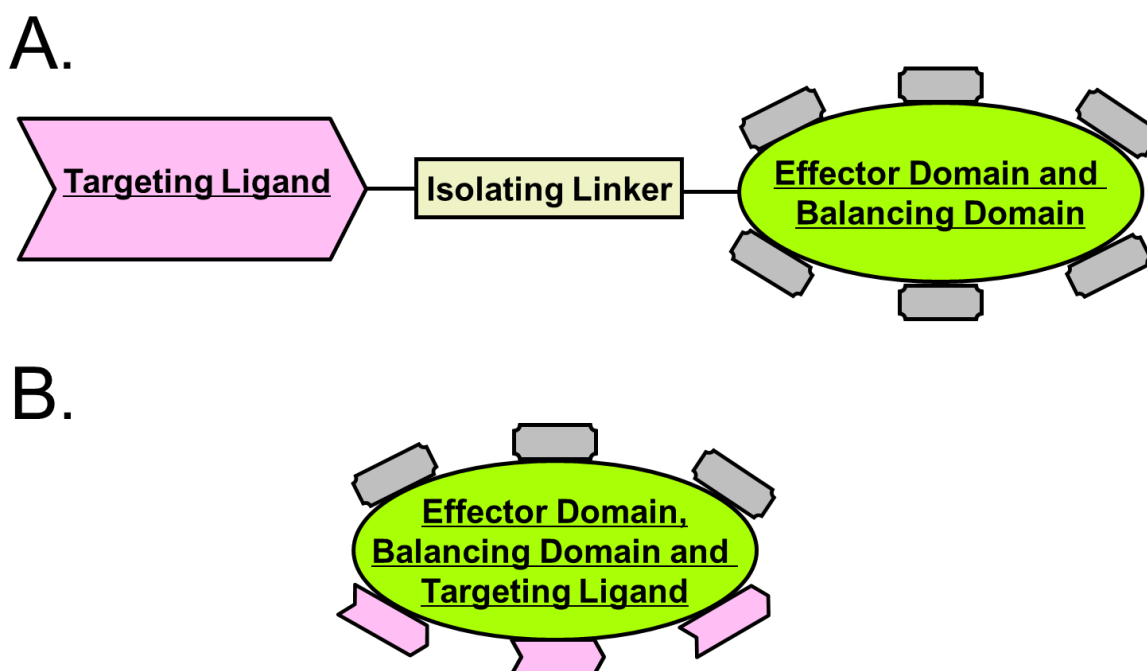 A.
Targeting Ligand
Isolating Linker
Effector Domain and
Balancing Domain
B.
Effector Domain,
Balancing Domain and
Targeting Ligand